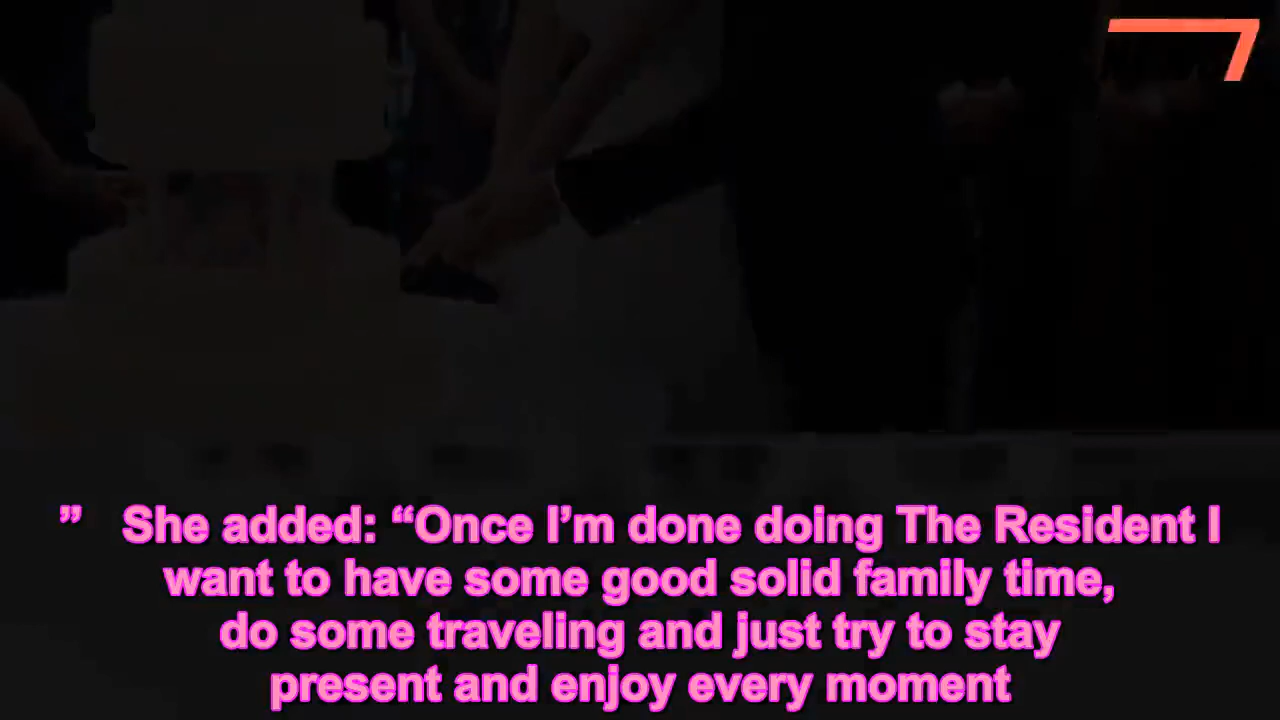 ” She added: “Once I’m done doing The Resident I
want to have some good solid family time,
do some traveling and just try to stay
present and enjoy every moment